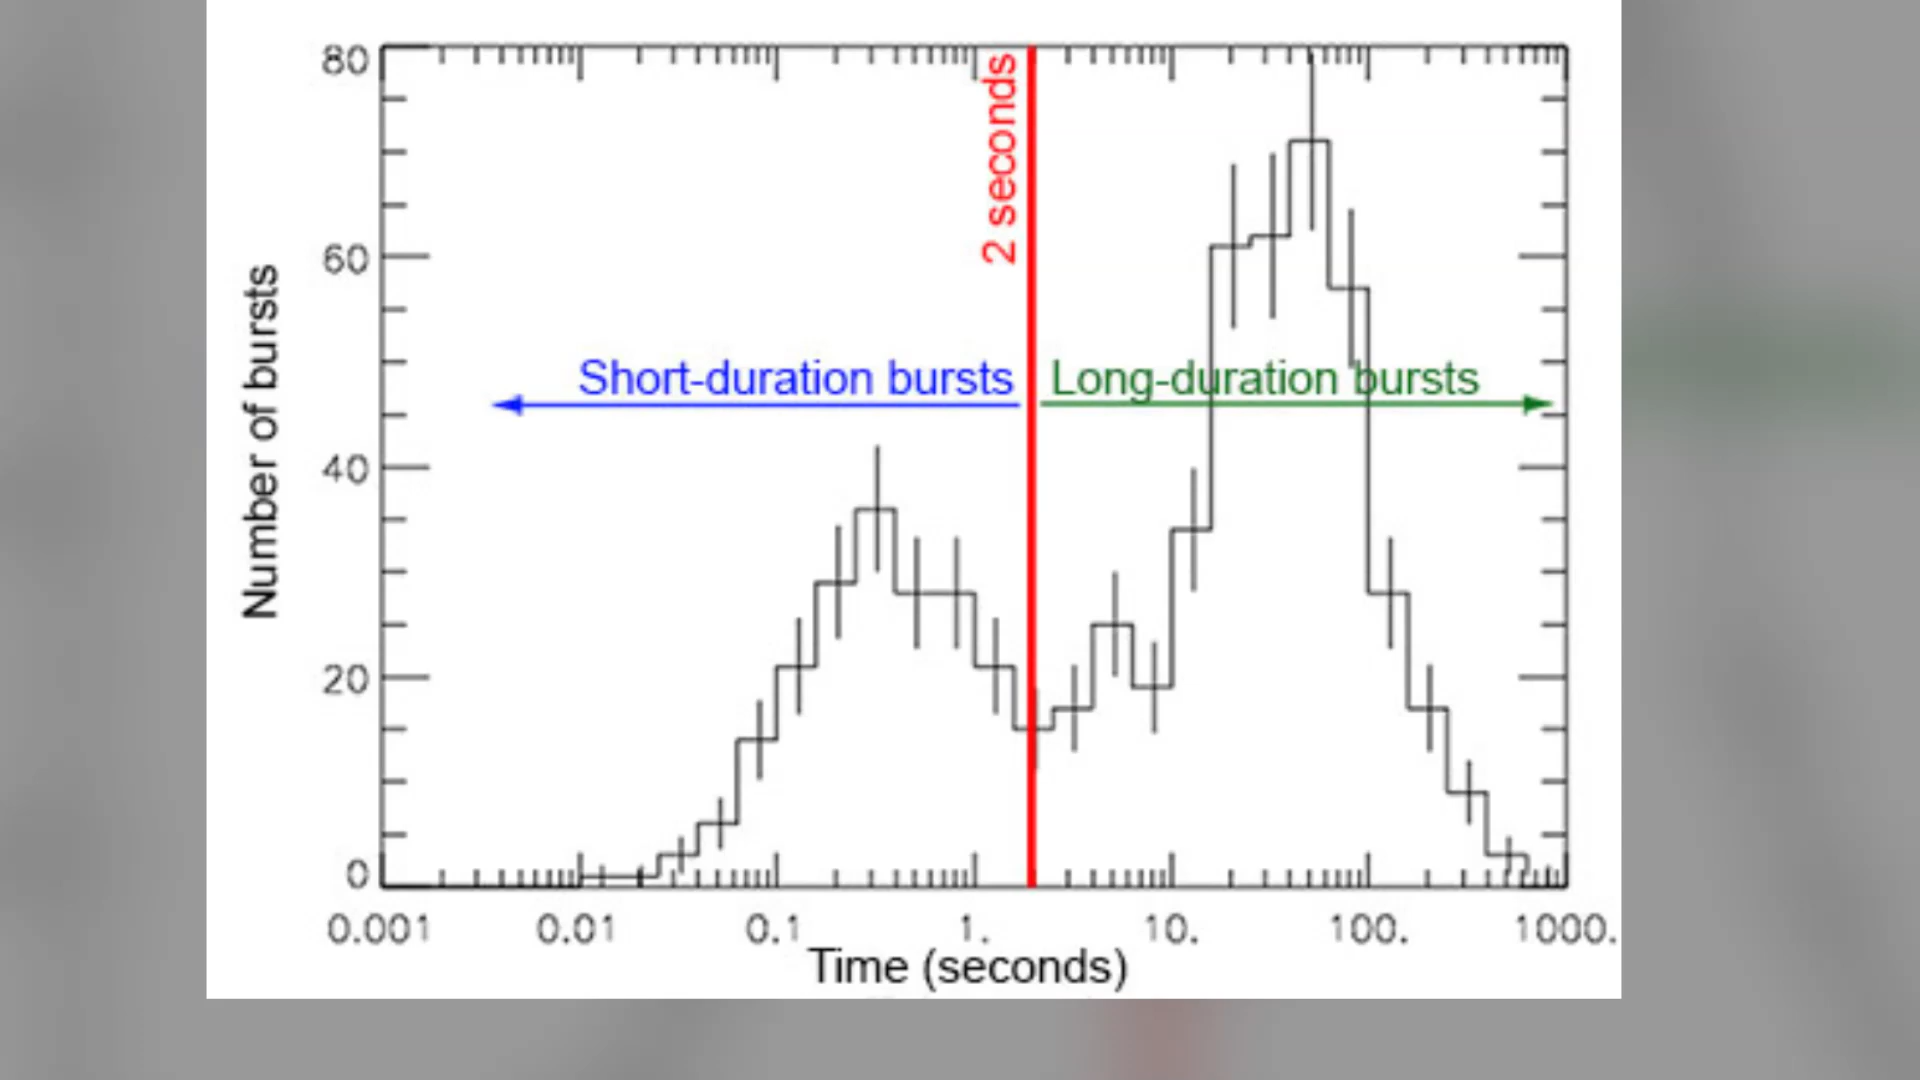 80
60
40
20
0
Number of bursts
2 seconds
Short-duration bursts
Long-duration bursts
0.001
0.01
0.1
1.
10.
100.
1000.
Time (seconds)